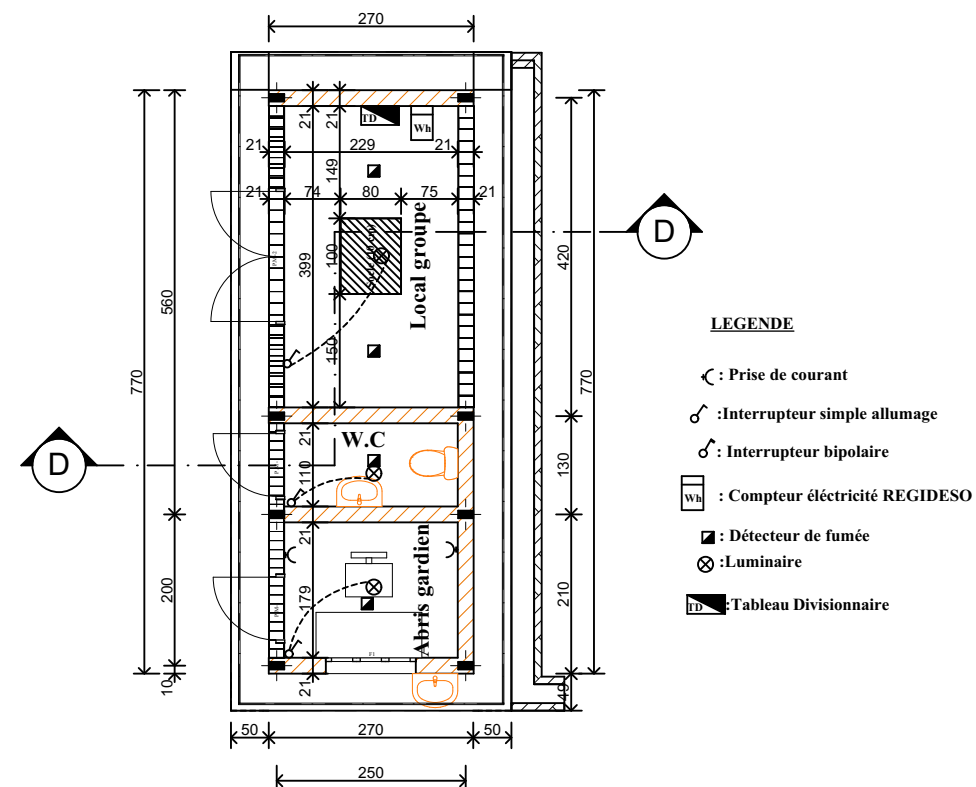 270
21
21
TD
Wh
21
229
21
149
21
74
80
75
21
D
Local groupe
100
399
420
560
150
770
770
LEGENDE
: Prise de courant
:Interrupteur simple allumage
: Interrupteur bipolaire
Wh : Compteur éléctricité REGIDESO
: Détecteur de fumée
:Luminaire
TD :Tableau Divisionnaire
W.C
21
110
130
D
21
Abris gardien
200
179
210
F1
10
21
49
50
270
50
250